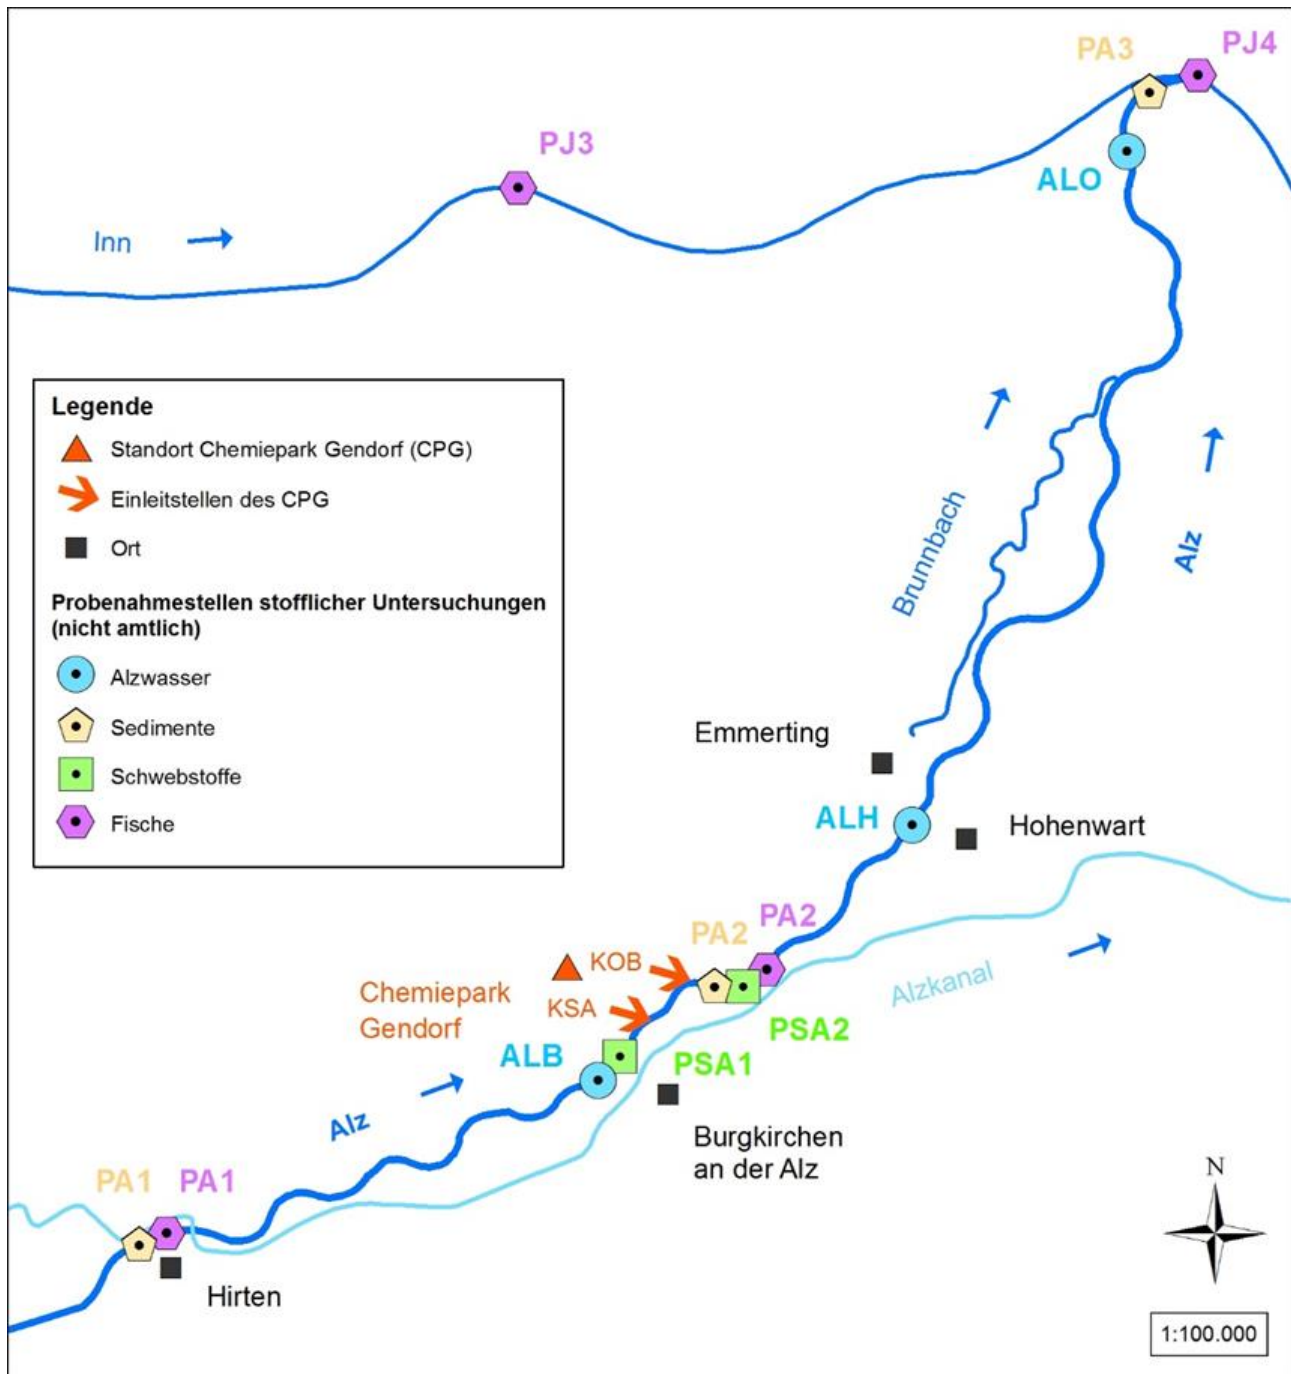 PA3
PJ4
PJ3
ALO
Inn
Legende
Standort Chemiepark Gendorf (CPG)
Einleitstellen des CPG
Ort
Probenahmestellen stofflicher Untersuchungen
(nicht amtlich)
Alzwasser
Sedimente
Schwebstoffe
Fische
Brunnbach
Alz
Emmerting
ALH
Hohenwart
PA2
PA2
KOB
Chemiepark
Gendorf
KSA
Alzkanal
PSA2
ALB
PSA1
Alz
Burgkirchen
an der Alz
PA1
PA1
Hirten
N
1:100.000